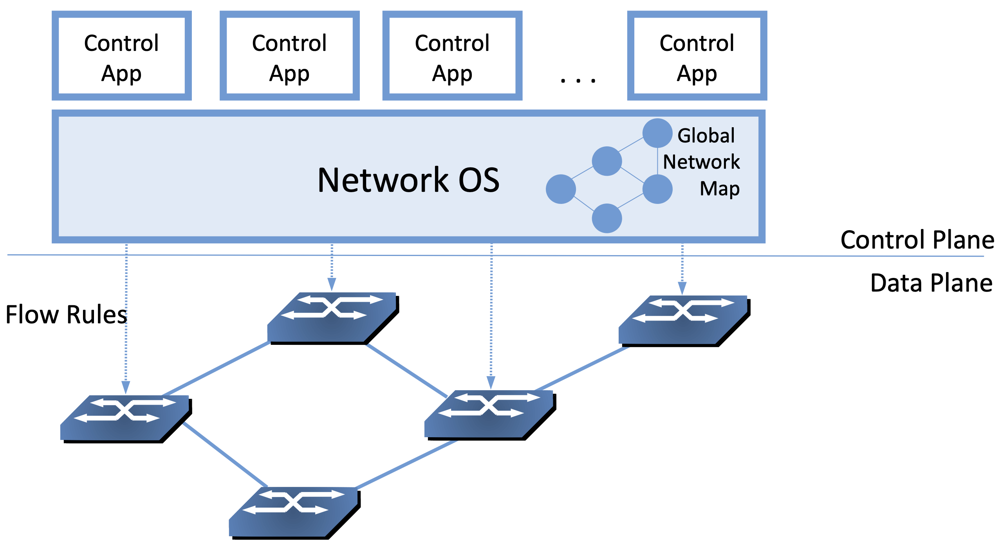 Control
App
Control
App
Control
App
. . .
Control
App
Network OS
Global
Network
Map
Control Plane
Data Plane
Flow Rules